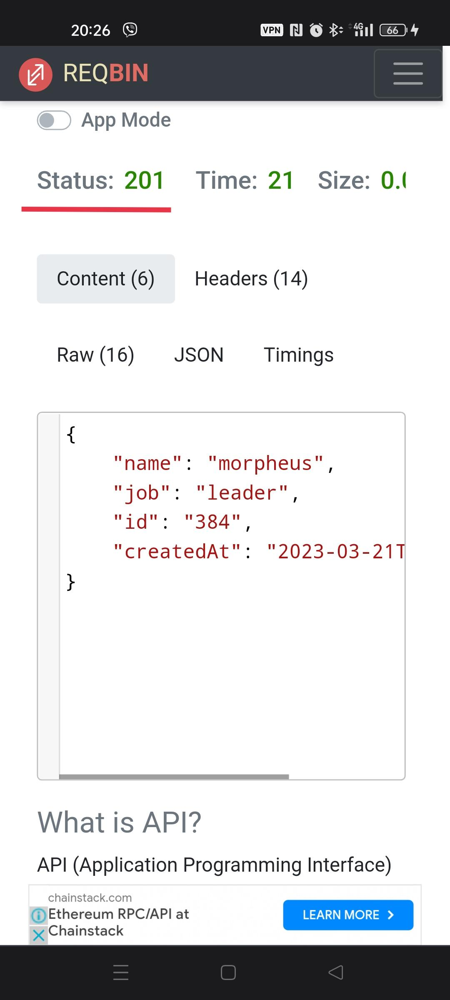 20:26 VPN 4G 66
REQBIN
App Mode
Status: 201 Time: 21 Size: 0.
Content (6) Headers (14)
Raw (16) JSON Timings
{
"name": "morpheus",
"job": "leader",
"id": "384",
"createdAt": "2023-03-21T
}
What is API?
API (Application Programming Interface)
chainstack.com
Ethereum RPC/API at
Chainstack
LEARN MORE